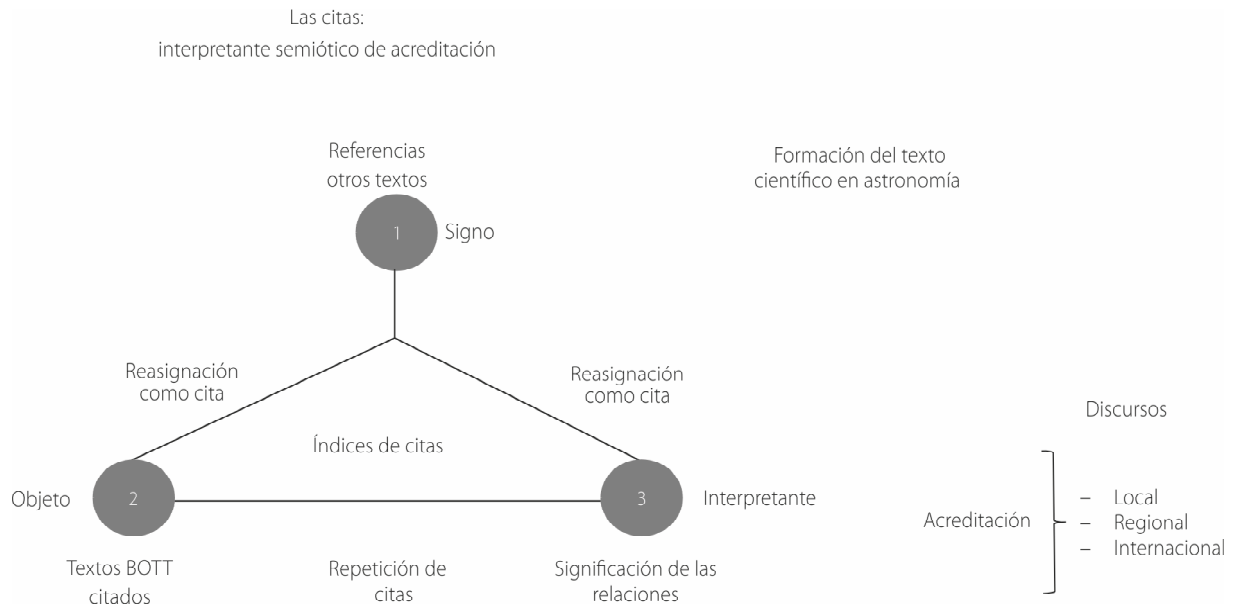 Las citas:
interpretante semiótico de acreditación
Referencias
otros textos
Formación del texto
científico en astronomía
1
Signo
Reasignación
como cita
Reasignación
como cita
Índices de citas
Discursos
Objeto
2
3
Interpretante
Acreditación
– Local
– Regional
– Internacional
Textos BOTT
citados
Repetición de
citas
Significación de las
relaciones